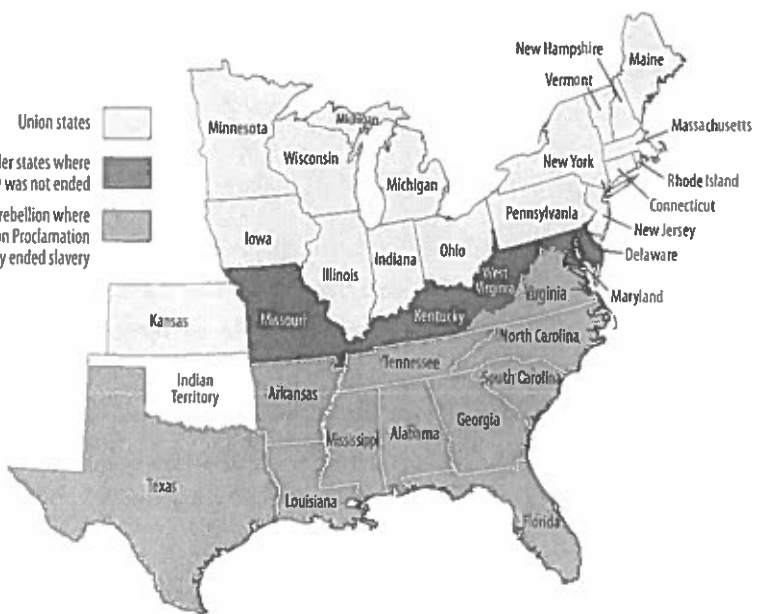 New Hampshire
Maine
Vermont
Union states
Minnesota
Michigan
Massachusetts
der states where
was not ended
Wisconsin
New York
Michigan
Rhode Island
Connecticut
rebellion where
on Proclamation
y ended slavery
Pennsylvania
New Jersey
Iowa
Ohio
Delaware
Illinois
Indiana
West
Virginia
Virginia
Maryland
Kansas
Missouri
Kentucky
North Carolina
Tennessee
Indian
Territory
South Carolina
Arkansas
Georgia
Mississippi
Alabama
Texas
Louisiana
Florida